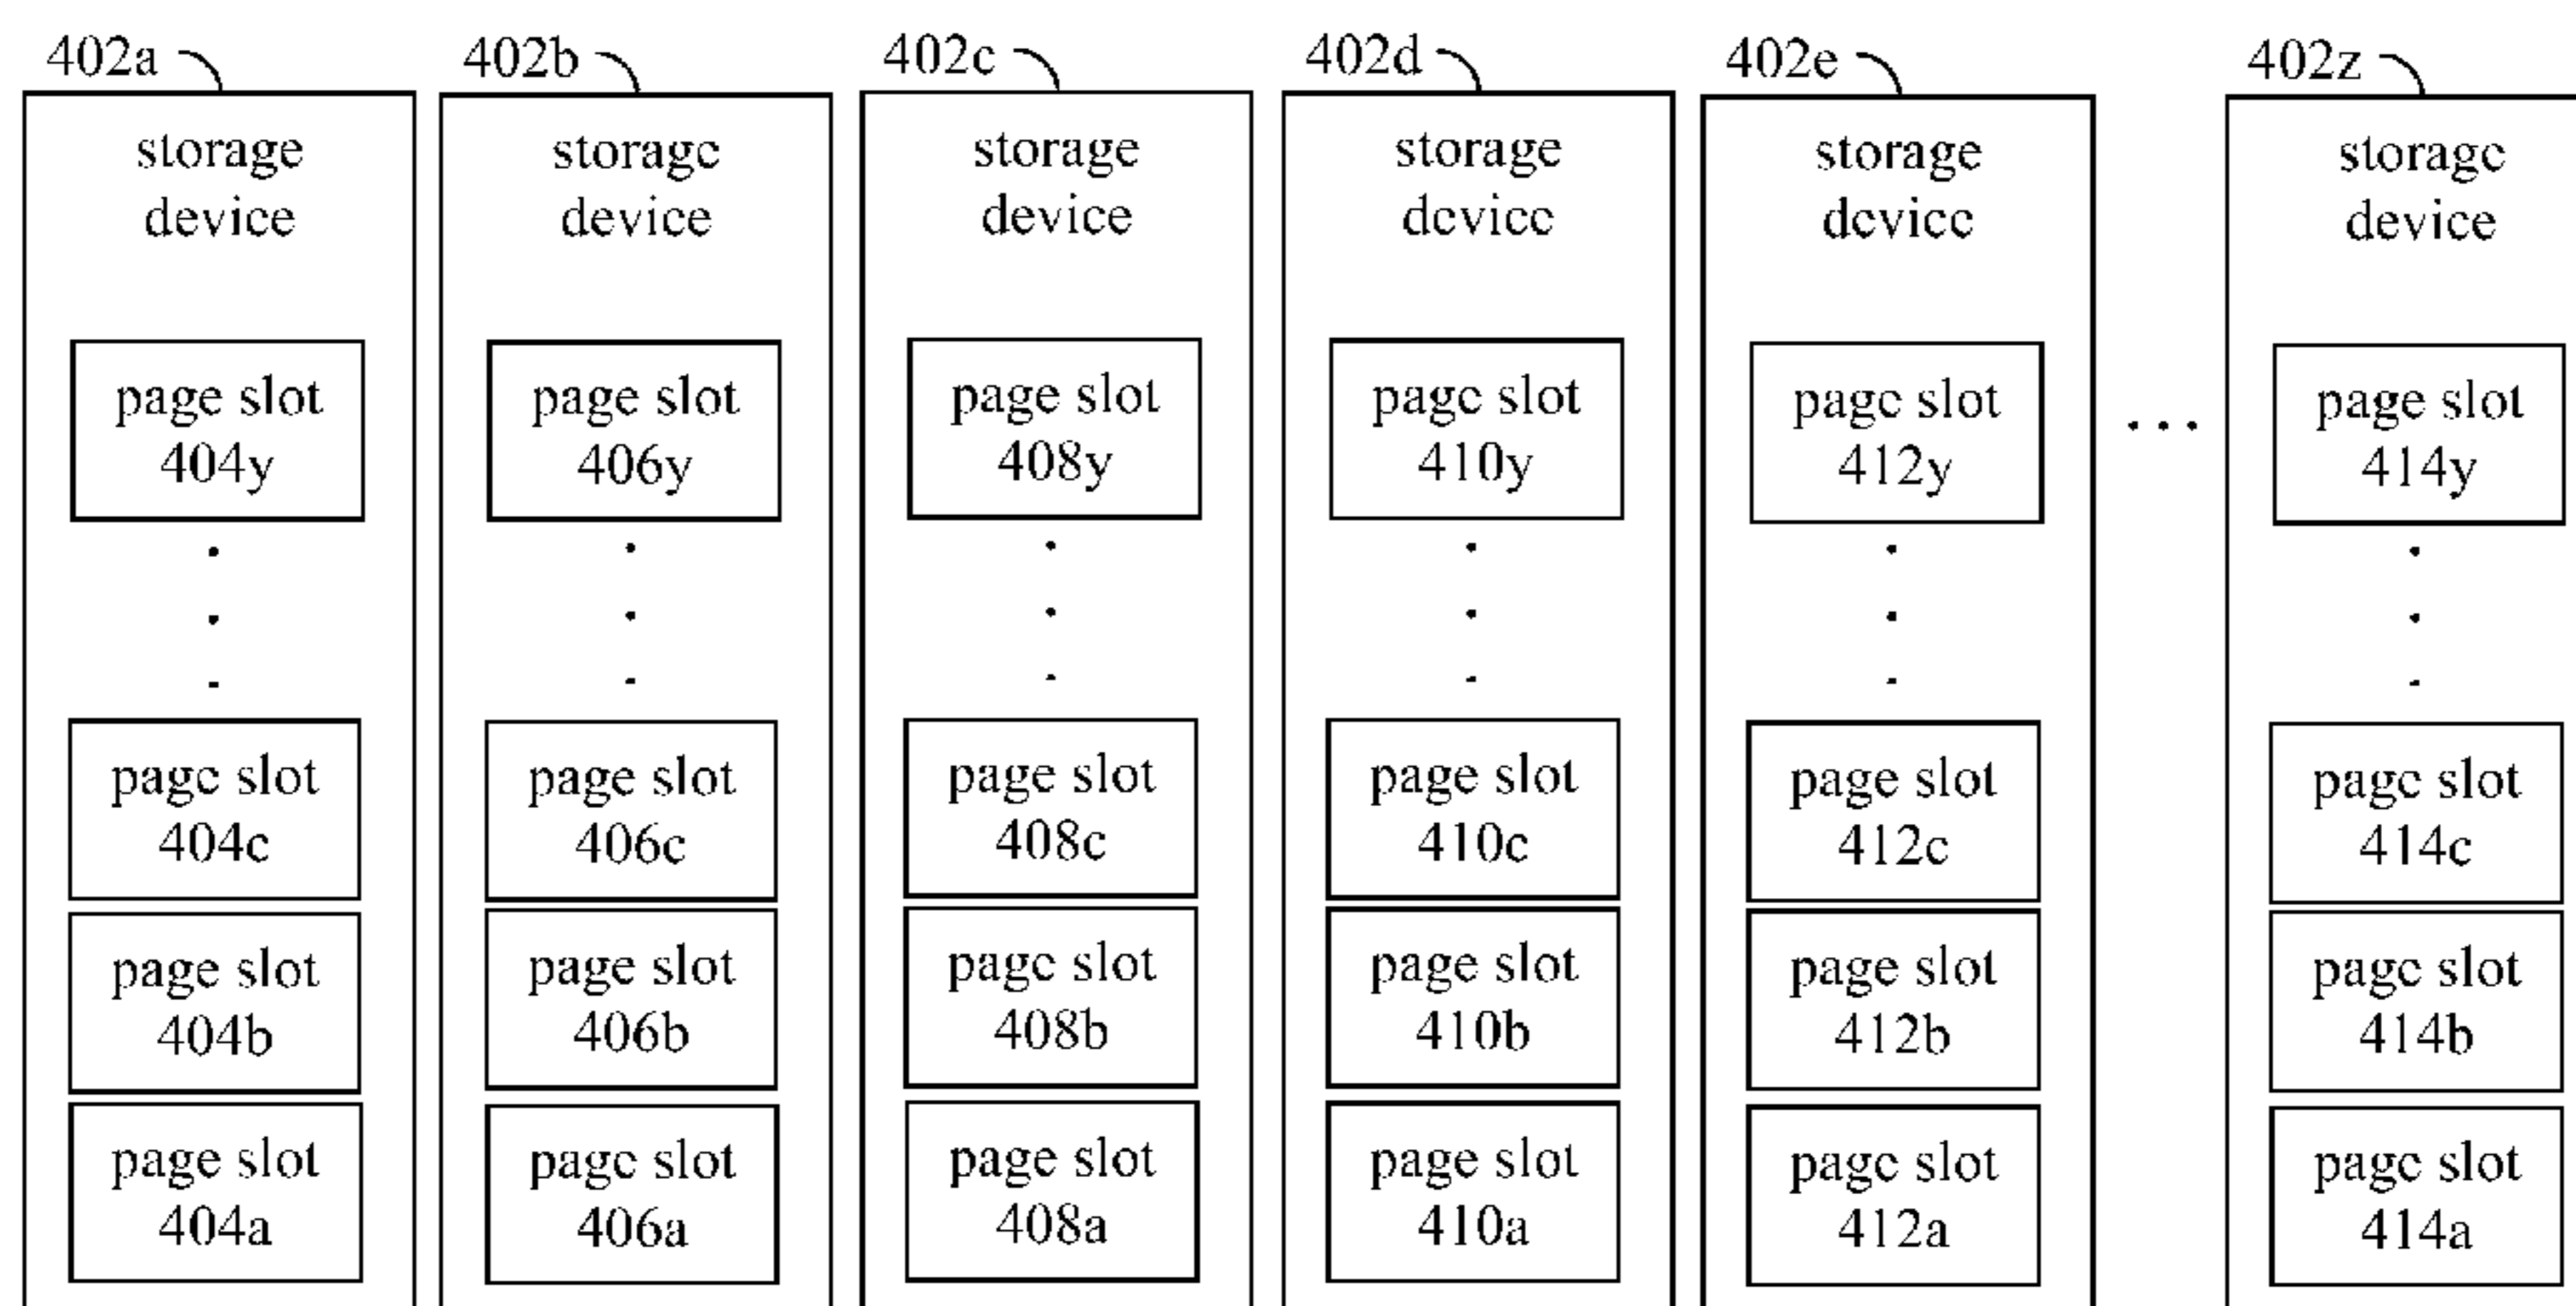 402a
402b
402c
402d
402e
402z
storage
device
storage
device
storage
device
storage
device
storage
device
storage
device
page slot
404y
page slot
406y
page slot
408y
page slot
410y
page slot
412y
...
page slot
414y
page slot
404c
page slot
406c
page slot
408c
page slot
410c
page slot
412c
page slot
414c
page slot
404b
page slot
406b
page slot
408b
page slot
410b
page slot
412b
page slot
414b
page slot
404a
page slot
406a
page slot
408a
page slot
410a
page slot
412a
page slot
414a